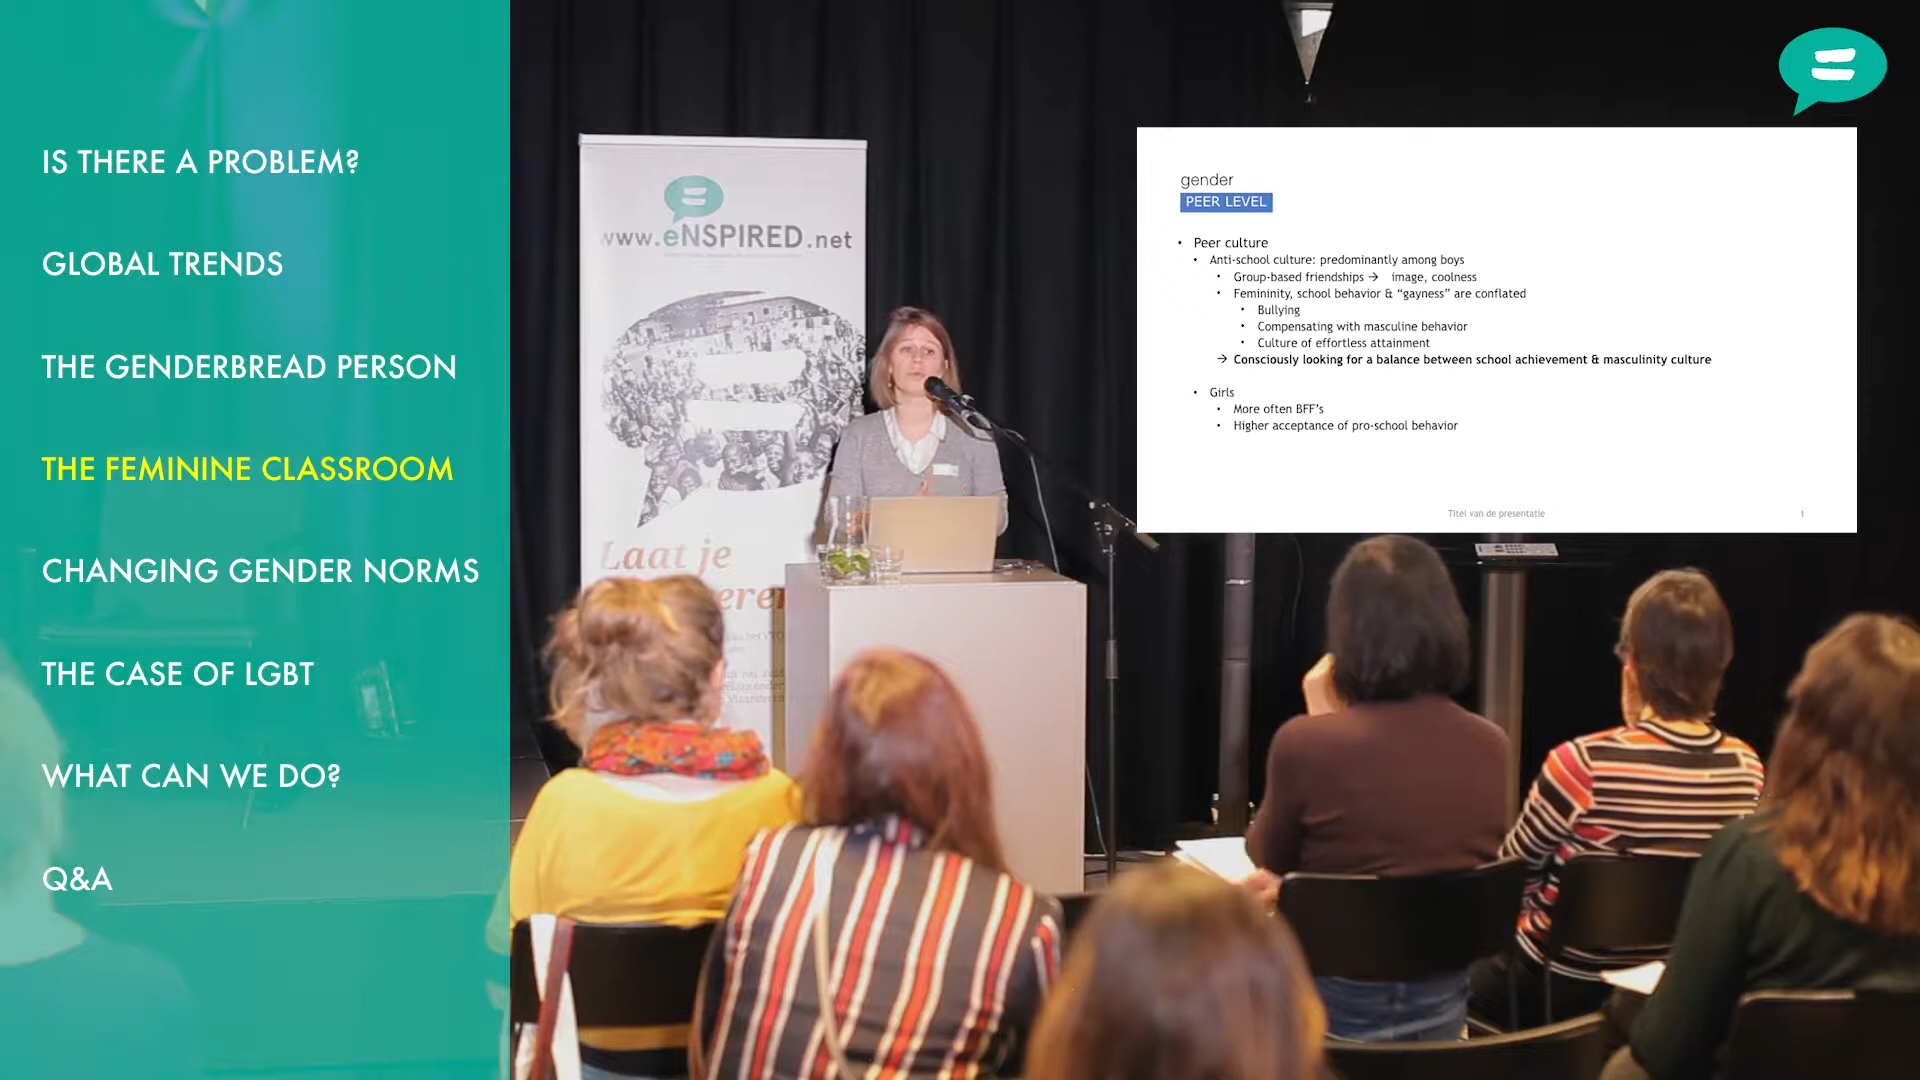 IS THERE A PROBLEM?
GLOBAL TRENDS
THE GENDERBREAD PERSON
THE FEMININE CLASSROOM
CHANGING GENDER NORMS
THE CASE OF LGBT
WHAT CAN WE DO?
Q&A
www.eNSPIRED.net
Laat je
gender
PEER LEVEL
• Peer culture
• Anti-school culture: predominantly among boys
• Group-based friendships → image, coolness
• Femininity, school behavior & “gayness” are conflated
• Bullying
• Compensating with masculine behavior
• Culture of effortless attainment
→ Consciously looking for a balance between school achievement & masculinity culture
• Girls
• More often BFF’s
• Higher acceptance of pro-school behavior
Titel van de presentatie 1